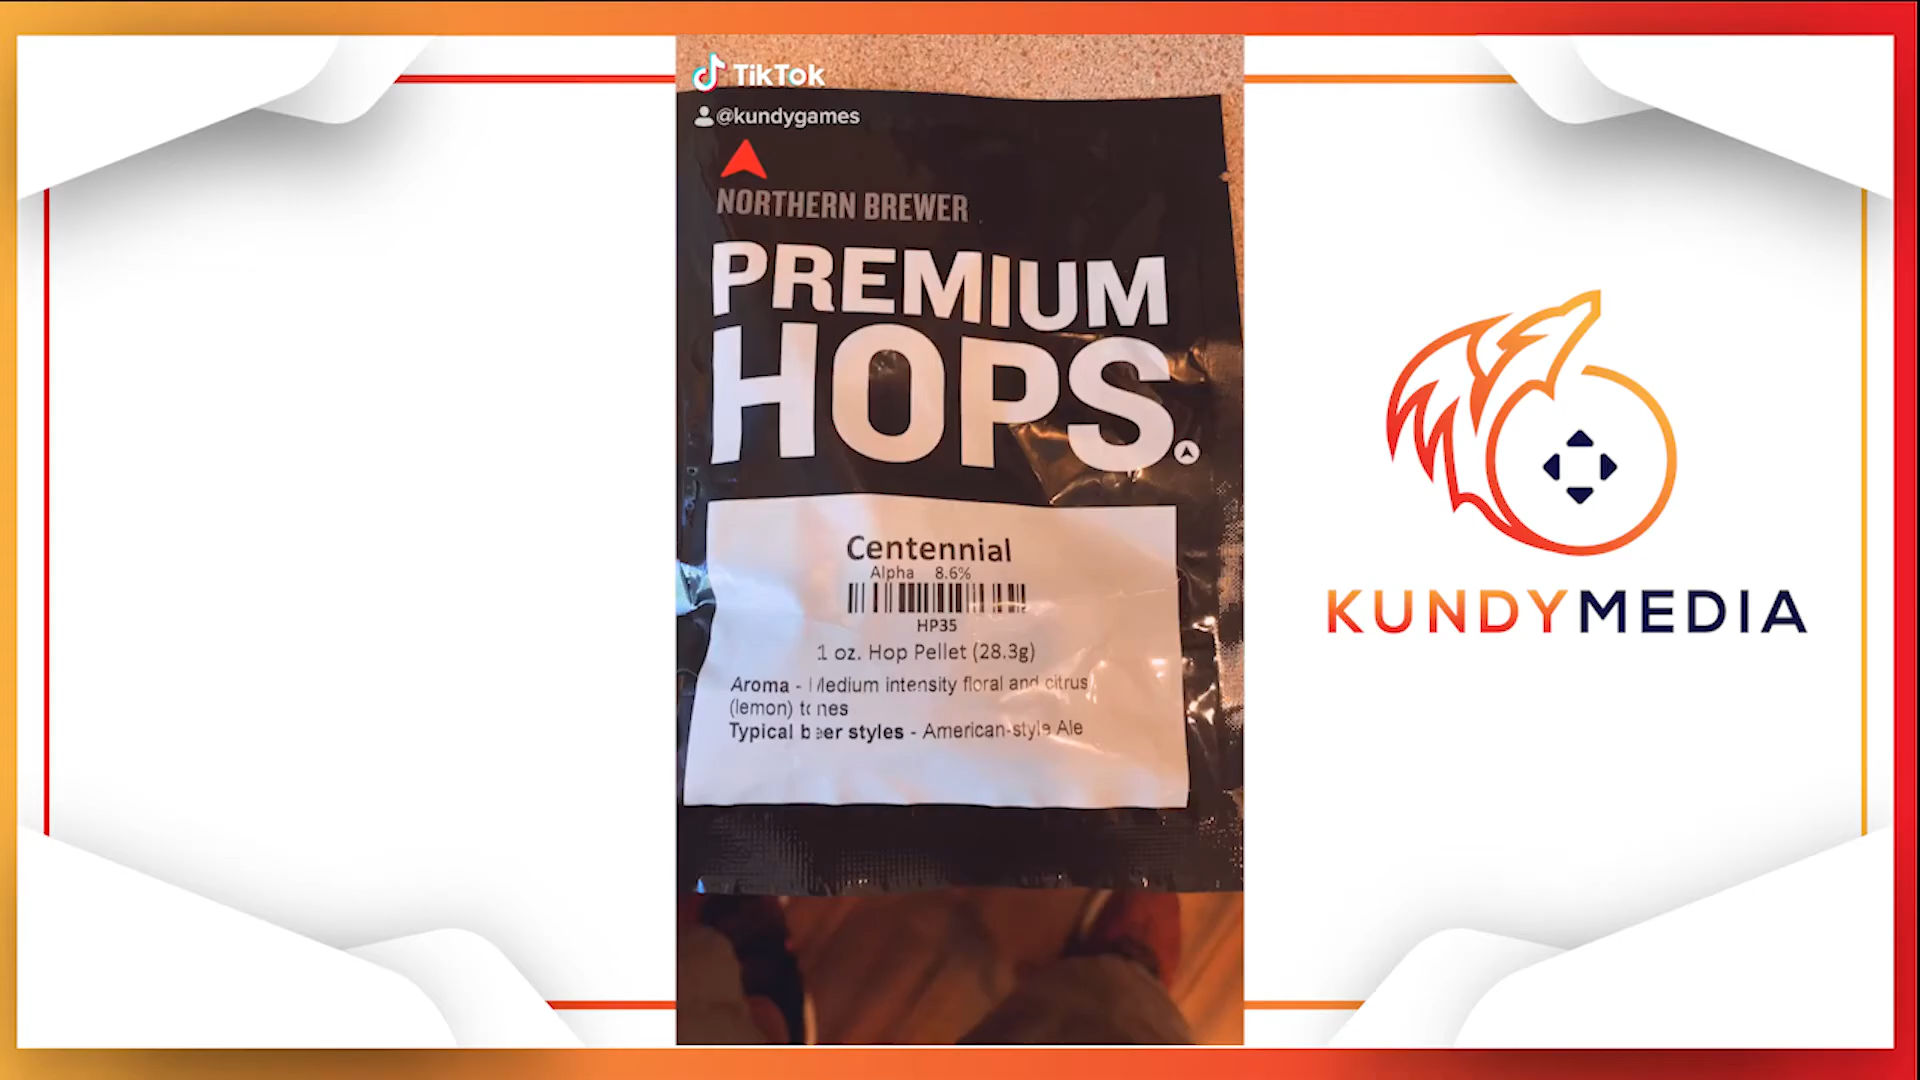 TikTok
@kundygames
NORTHERN BREWER
PREMIUM
HOPS.
Centennial
Alpha 8.6%
HP35
1 oz. Hop Pellet (28.3g)
Aroma - Medium intensity floral and citrus
(lemon) tones
Typical beer styles - American-style Ale
KUNDYMEDIA